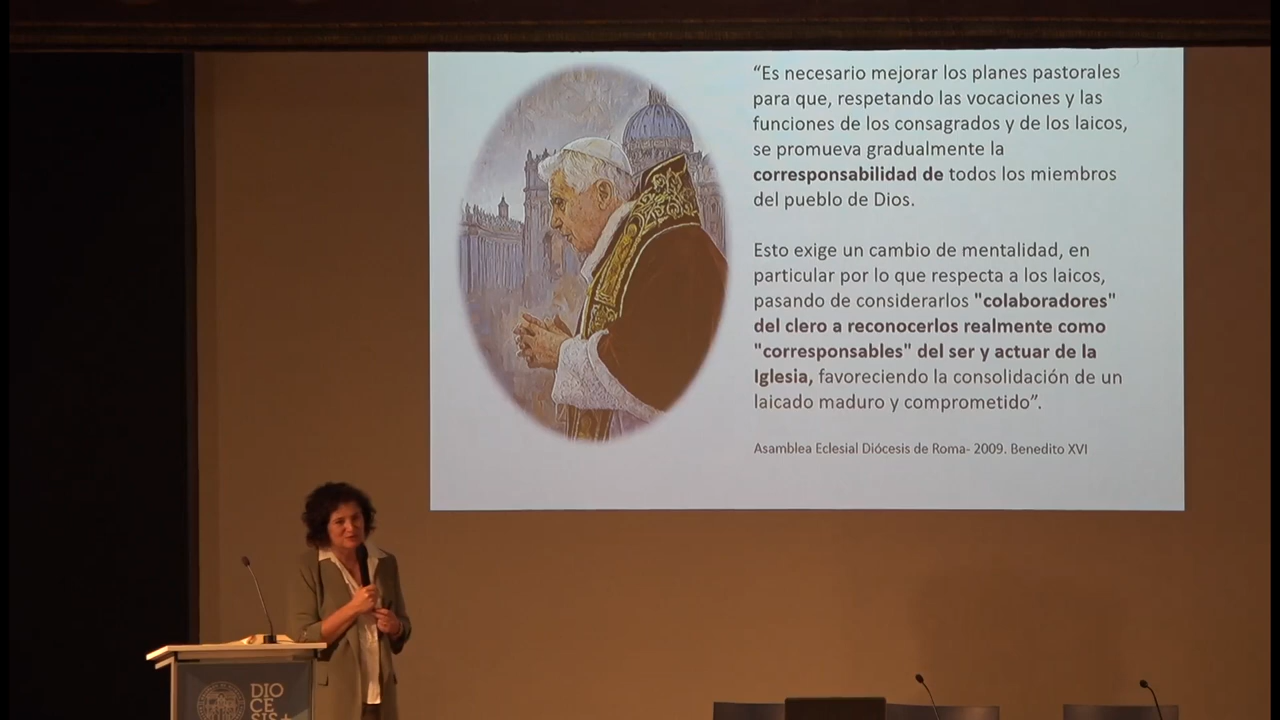 “Es necesario mejorar los planes pastorales
para que, respetando las vocaciones y las
funciones de los consagrados y de los laicos,
se promueva gradualmente la
corresponsabilidad de todos los miembros
del pueblo de Dios.
Esto exige un cambio de mentalidad, en
particular por lo que respecta a los laicos,
pasando de considerarlos "colaboradores"
del clero a reconocerlos realmente como
"corresponsables" del ser y actuar de la
Iglesia, favoreciendo la consolidación de un
laicado maduro y comprometido”.
Asamblea Eclesial Diócesis de Roma- 2009. Benedito XVI
DIO
CE
SIS+